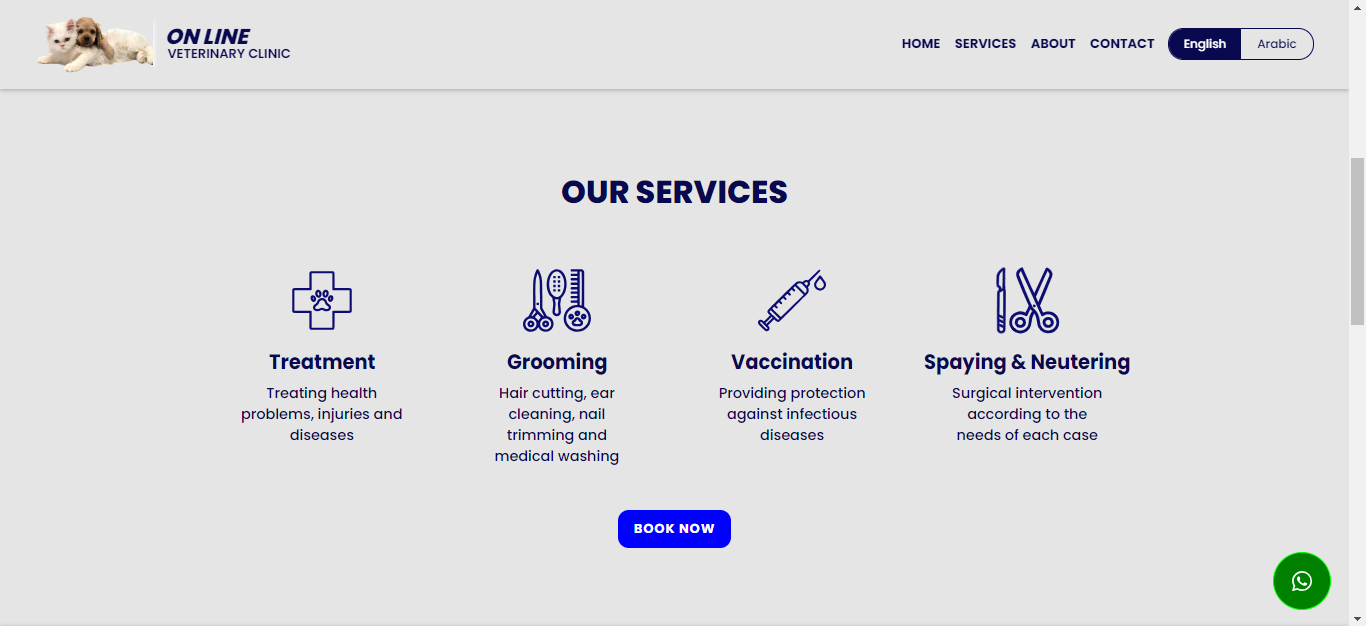 ON LINE
VETERINARY CLINIC
HOME SERVICES ABOUT CONTACT English Arabic
OUR SERVICES
Treatment
Treating health
problems, injuries and
diseases
Grooming
Hair cutting, ear
cleaning, nail
trimming and
medical washing
Vaccination
Providing protection
against infectious
diseases
Spaying & Neutering
Surgical intervention
according to the
needs of each case
BOOK NOW